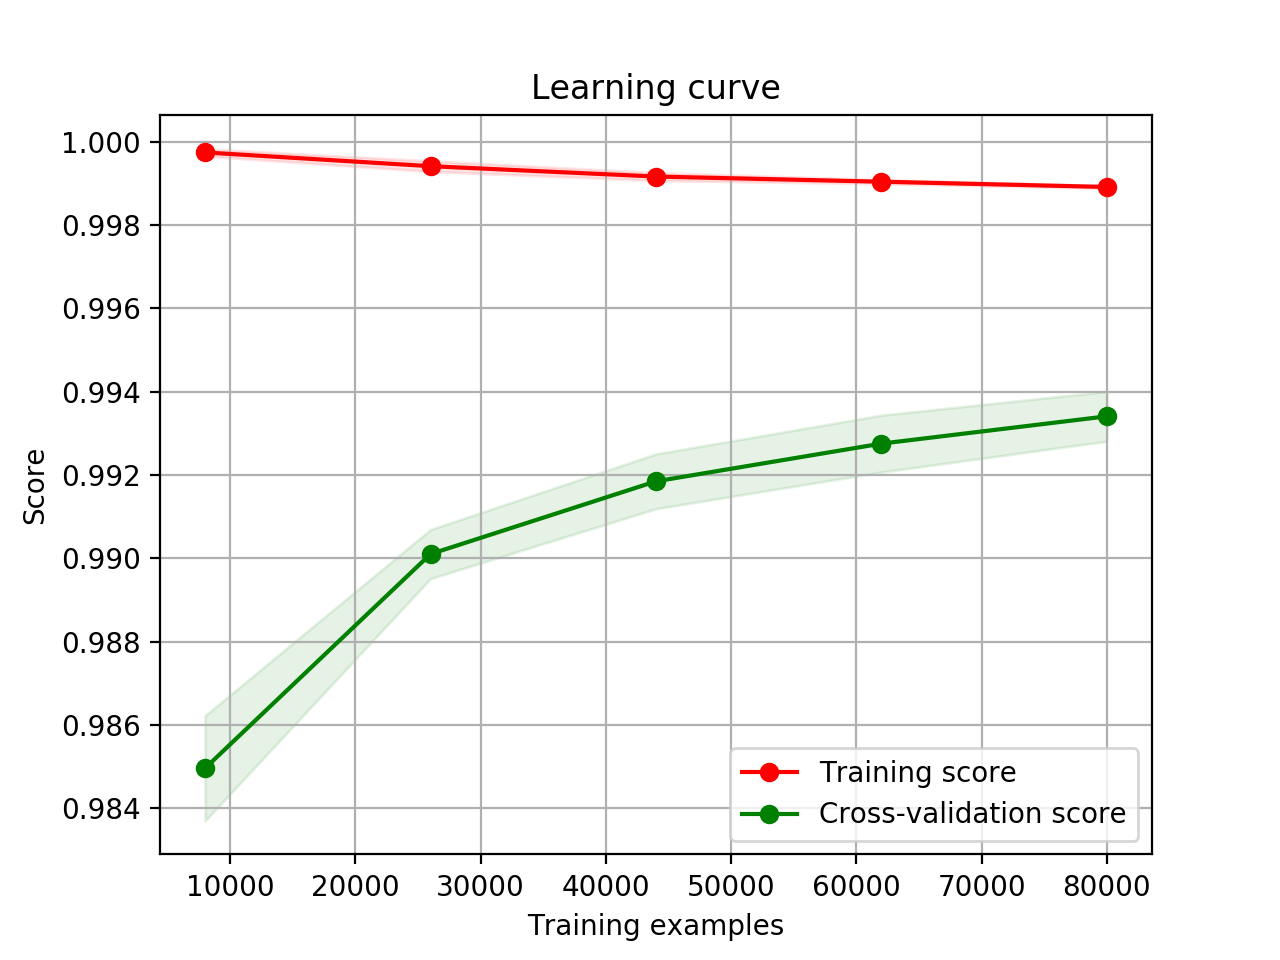 Learning curve
1.000
0.998
0.996
0.994
0.992
0.990
0.988
0.986
0.984
Score
Training score
Cross-validation score
10000 20000 30000 40000 50000 60000 70000 80000
Training examples